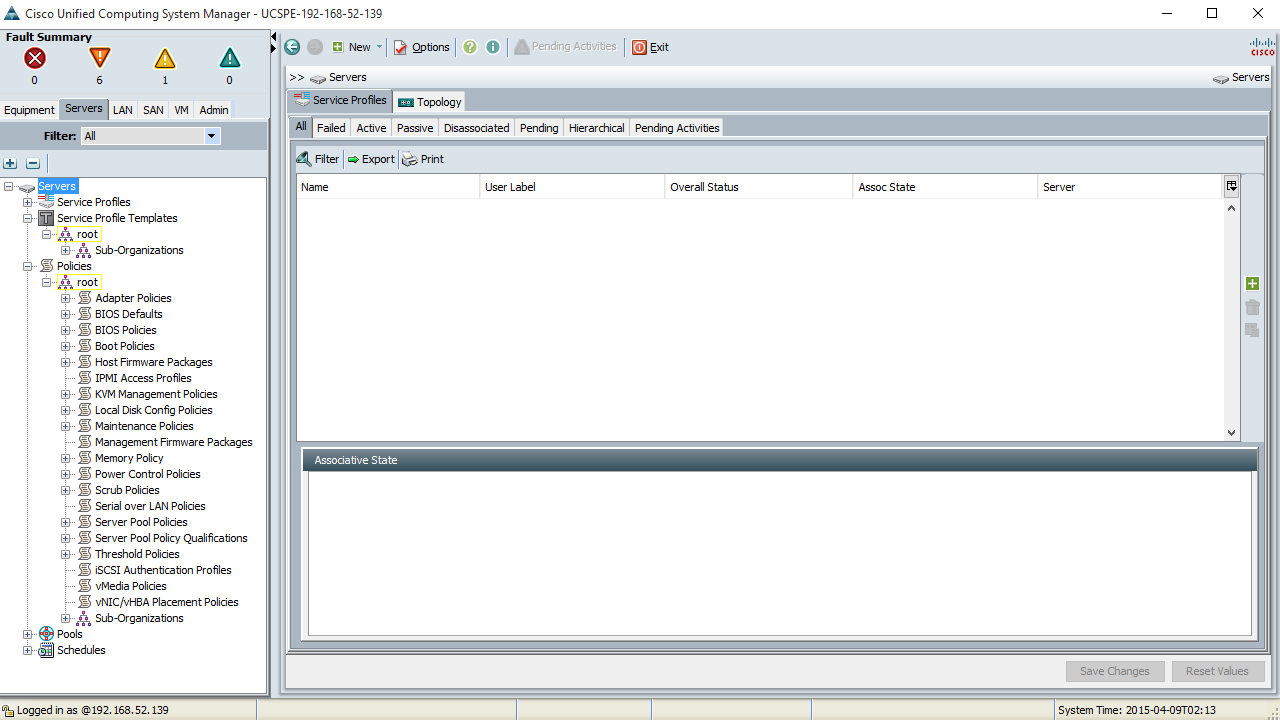 Cisco Unified Computing System Manager - UCSPE-192-168-52-139
Fault Summary
0 6 1 0
Equipment Servers LAN SAN VM Admin
Filter: All
Servers
Service Profiles
Service Profile Templates
root
Sub-Organizations
Policies
root
Adapter Policies
BIOS Defaults
BIOS Policies
Boot Policies
Host Firmware Packages
IPMI Access Profiles
KVM Management Policies
Local Disk Config Policies
Maintenance Policies
Management Firmware Packages
Memory Policy
Power Control Policies
Scrub Policies
Serial over LAN Policies
Server Pool Policies
Server Pool Policy Qualifications
Threshold Policies
iSCSI Authentication Profiles
vMedia Policies
vNIC/vHBA Placement Policies
Sub-Organizations
Pools
Schedules
New Options Pending Activities Exit
CISCO
>> Servers Servers
Service Profiles Topology
All Failed Active Passive Disassociated Pending Hierarchical Pending Activities
Filter Export Print
Name User Label Overall Status Assoc State Server
Associative State
Save Changes Reset Values
Logged in as @192.168.52.139 System Time: 2015-04-09T02:13